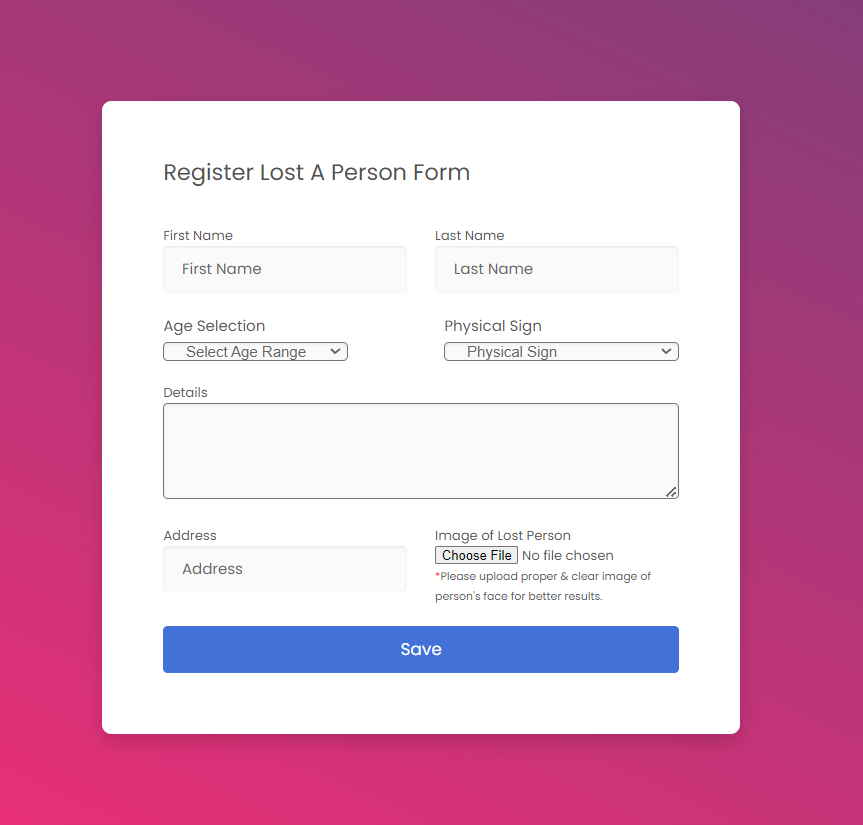 Register Lost A Person Form
First Name Last Name
First Name Last Name
Age Selection Physical Sign
Select Age Range Physical Sign
Details
Address Image of Lost Person
Choose File No file chosen
Address
*Please upload proper & clear image of
person's face for better results.
Save